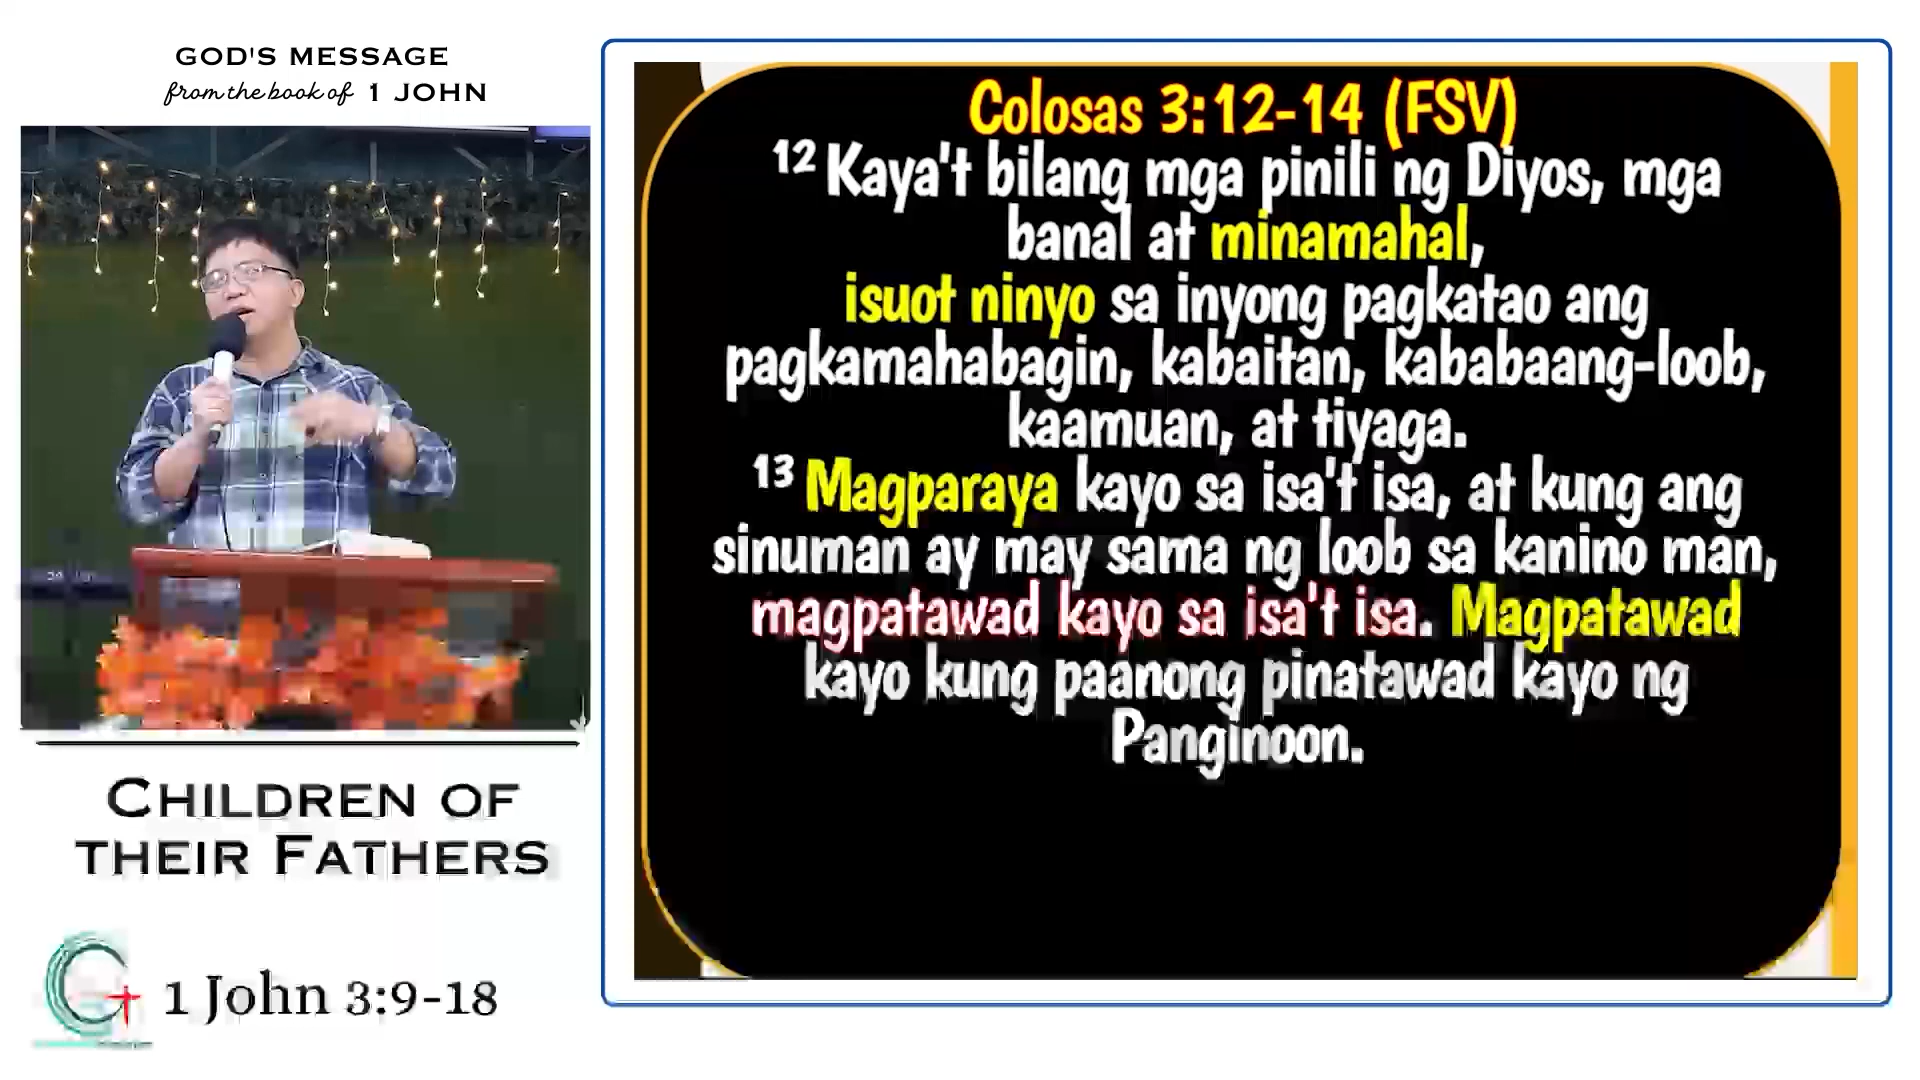 GOD'S MESSAGE
from the book of 1 JOHN
CHILDREN OF
THEIR FATHERS
1 John 3:9-18
Colosas 3:12-14 (FSV)
12 Kaya't bilang mga pinili ng Diyos, mga
banal at minamahal,
isuot ninyo sa inyong pagkatao ang
pagkamahabagin, kabaitan, kababaang-loob,
kaamuan, at tiyaga.
13 Magparaya kayo sa isa't isa, at kung ang
sinuman ay may sama ng loob sa kanino man,
magpatawad kayo sa isa't isa. Magpatawad
kayo kung paanong pinatawad kayo ng
Panginoon.